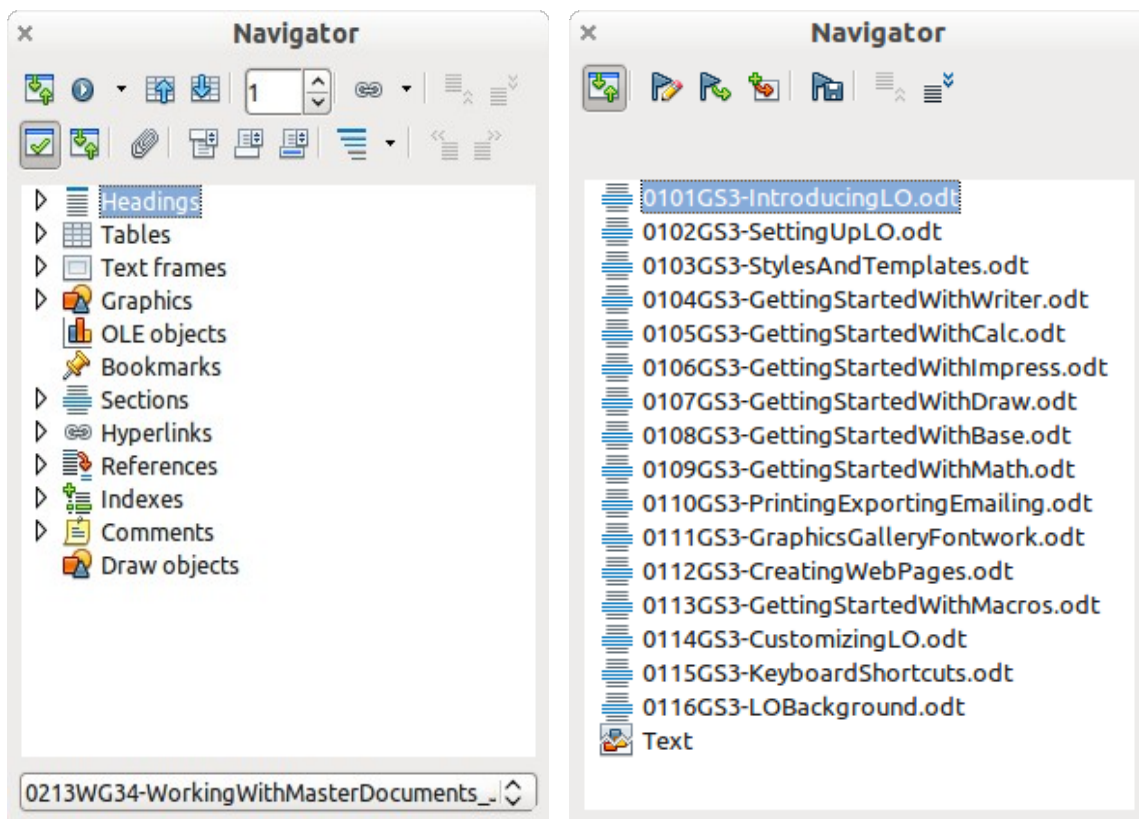 Navigator
1
Headings
Tables
Text frames
Graphics
OLE objects
Bookmarks
Sections
Hyperlinks
References
Indexes
Comments
Draw objects
0213WG34-WorkingWithMasterDocuments_
Navigator
0101GS3-IntroducingLO.odt
0102GS3-SettingUpLO.odt
0103GS3-StylesAndTemplates.odt
0104GS3-GettingStartedWithWriter.odt
0105GS3-GettingStartedWithCalc.odt
0106GS3-GettingStartedWithImpress.odt
0107GS3-GettingStartedWithDraw.odt
0108GS3-GettingStartedWithBase.odt
0109GS3-GettingStartedWithMath.odt
0110GS3-PrintingExportingEmailing.odt
0111GS3-GraphicsGalleryFontwork.odt
0112GS3-CreatingWebPages.odt
0113GS3-GettingStartedWithMacros.odt
0114GS3-CustomizingLO.odt
0115GS3-KeyboardShortcuts.odt
0116GS3-LOBackground.odt
Text